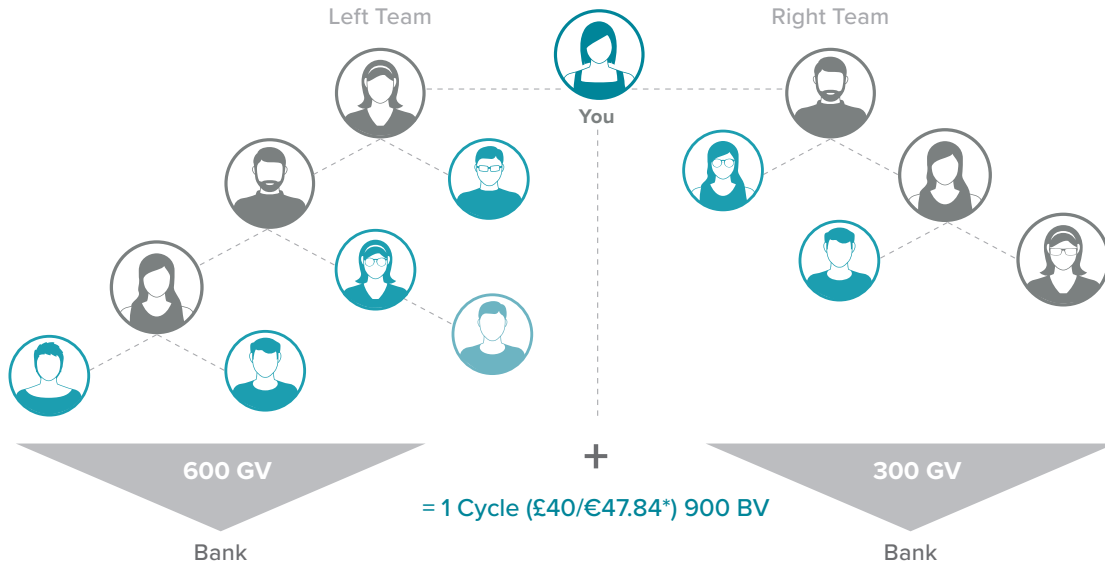 Left Team
Right Team
You
600 GV
+
300 GV
= 1 Cycle (£40/€47.84*) 900 BV
Bank
Bank